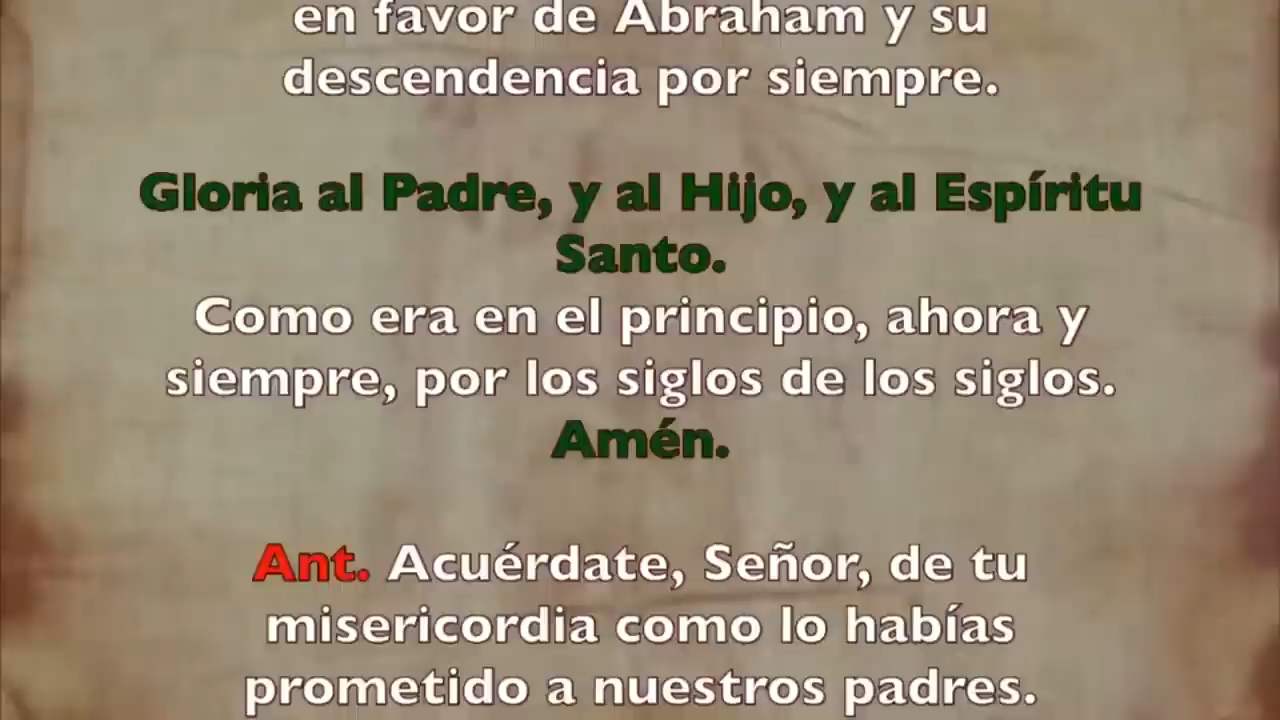 en favor de Abraham y su
descendencia por siempre.
Gloria al Padre, y al Hijo, y al Espíritu
Santo.
Como era en el principio, ahora y
siempre, por los siglos de los siglos.
Amén.
Ant. Acuérdate, Señor, de tu
misericordia como lo habías
prometido a nuestros padres.